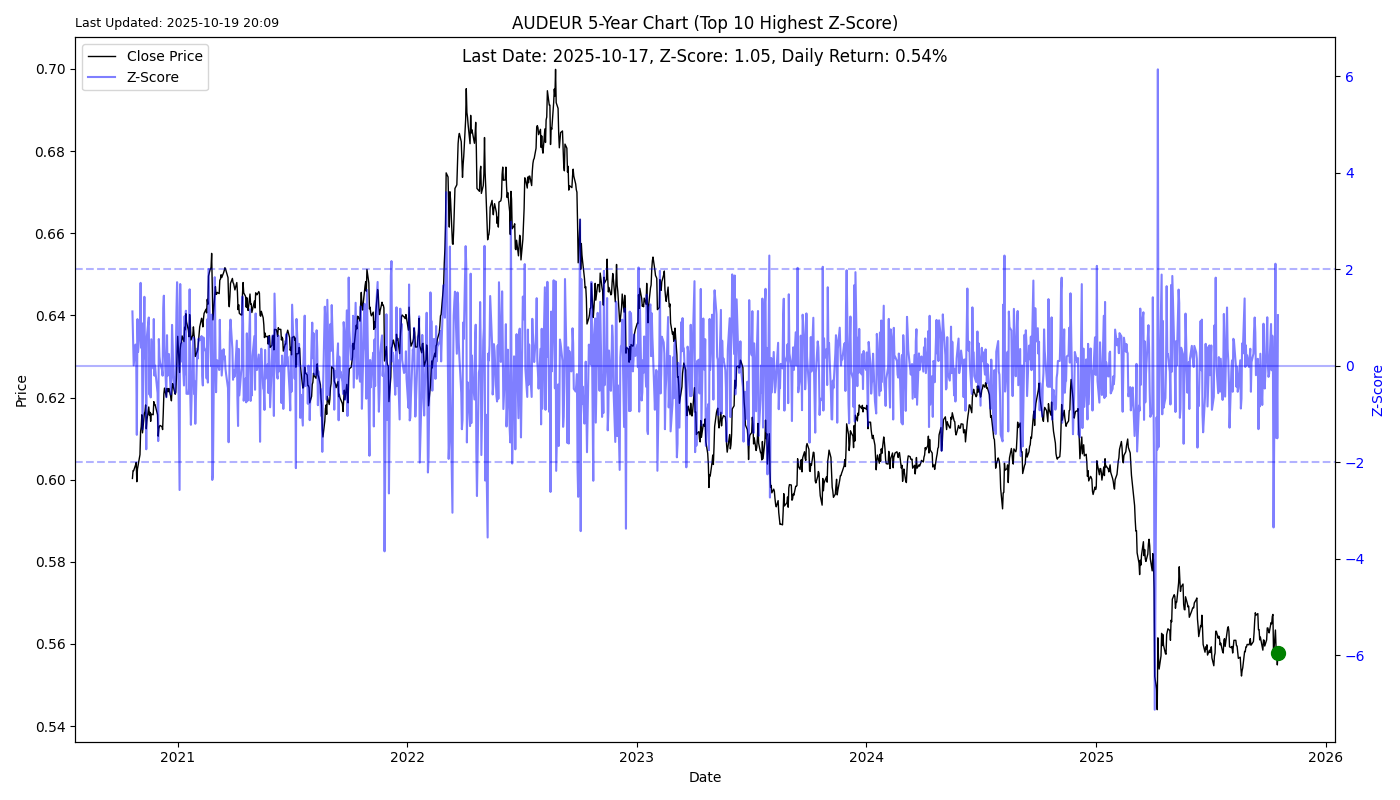 Last Updated: 2025-10-19 20:09
AUDEUR 5-Year Chart (Top 10 Highest Z-Score)
Last Date: 2025-10-17, Z-Score: 1.05, Daily Return: 0.54%
Close Price
Z-Score
0.70
0.68
0.66
0.64
0.62
0.60
0.58
0.56
0.54
Price
6
4
2
0
−2
−4
−6
Z-Score
2021
2022
2023
2024
2025
2026
Date